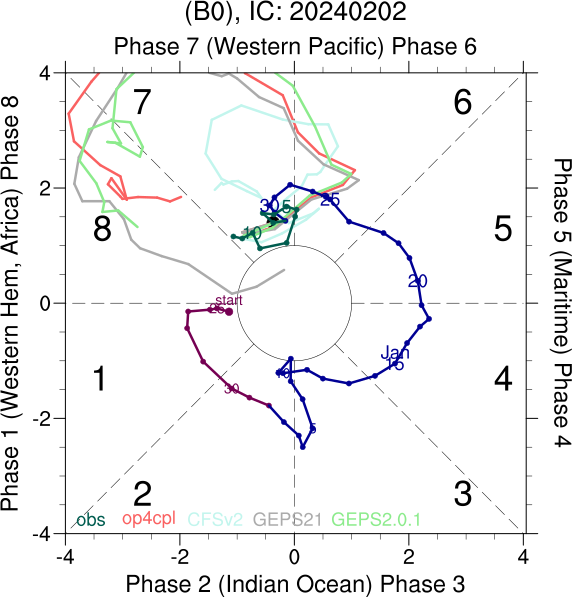 (B0), IC: 20240202
Phase 7 (Western Pacific) Phase 6
Phase 1 (Western Hem, Africa) Phase 8
Phase 5 (Maritime) Phase 4
4
2
0
-2
-4
7
6
8
5
1
4
2
3
30
5
25
10
20
start
Jan
15
30
10
5
obs op4cpl CFSv2 GEPS21 GEPS2.0.1
-4 -2 0 2 4
Phase 2 (Indian Ocean) Phase 3